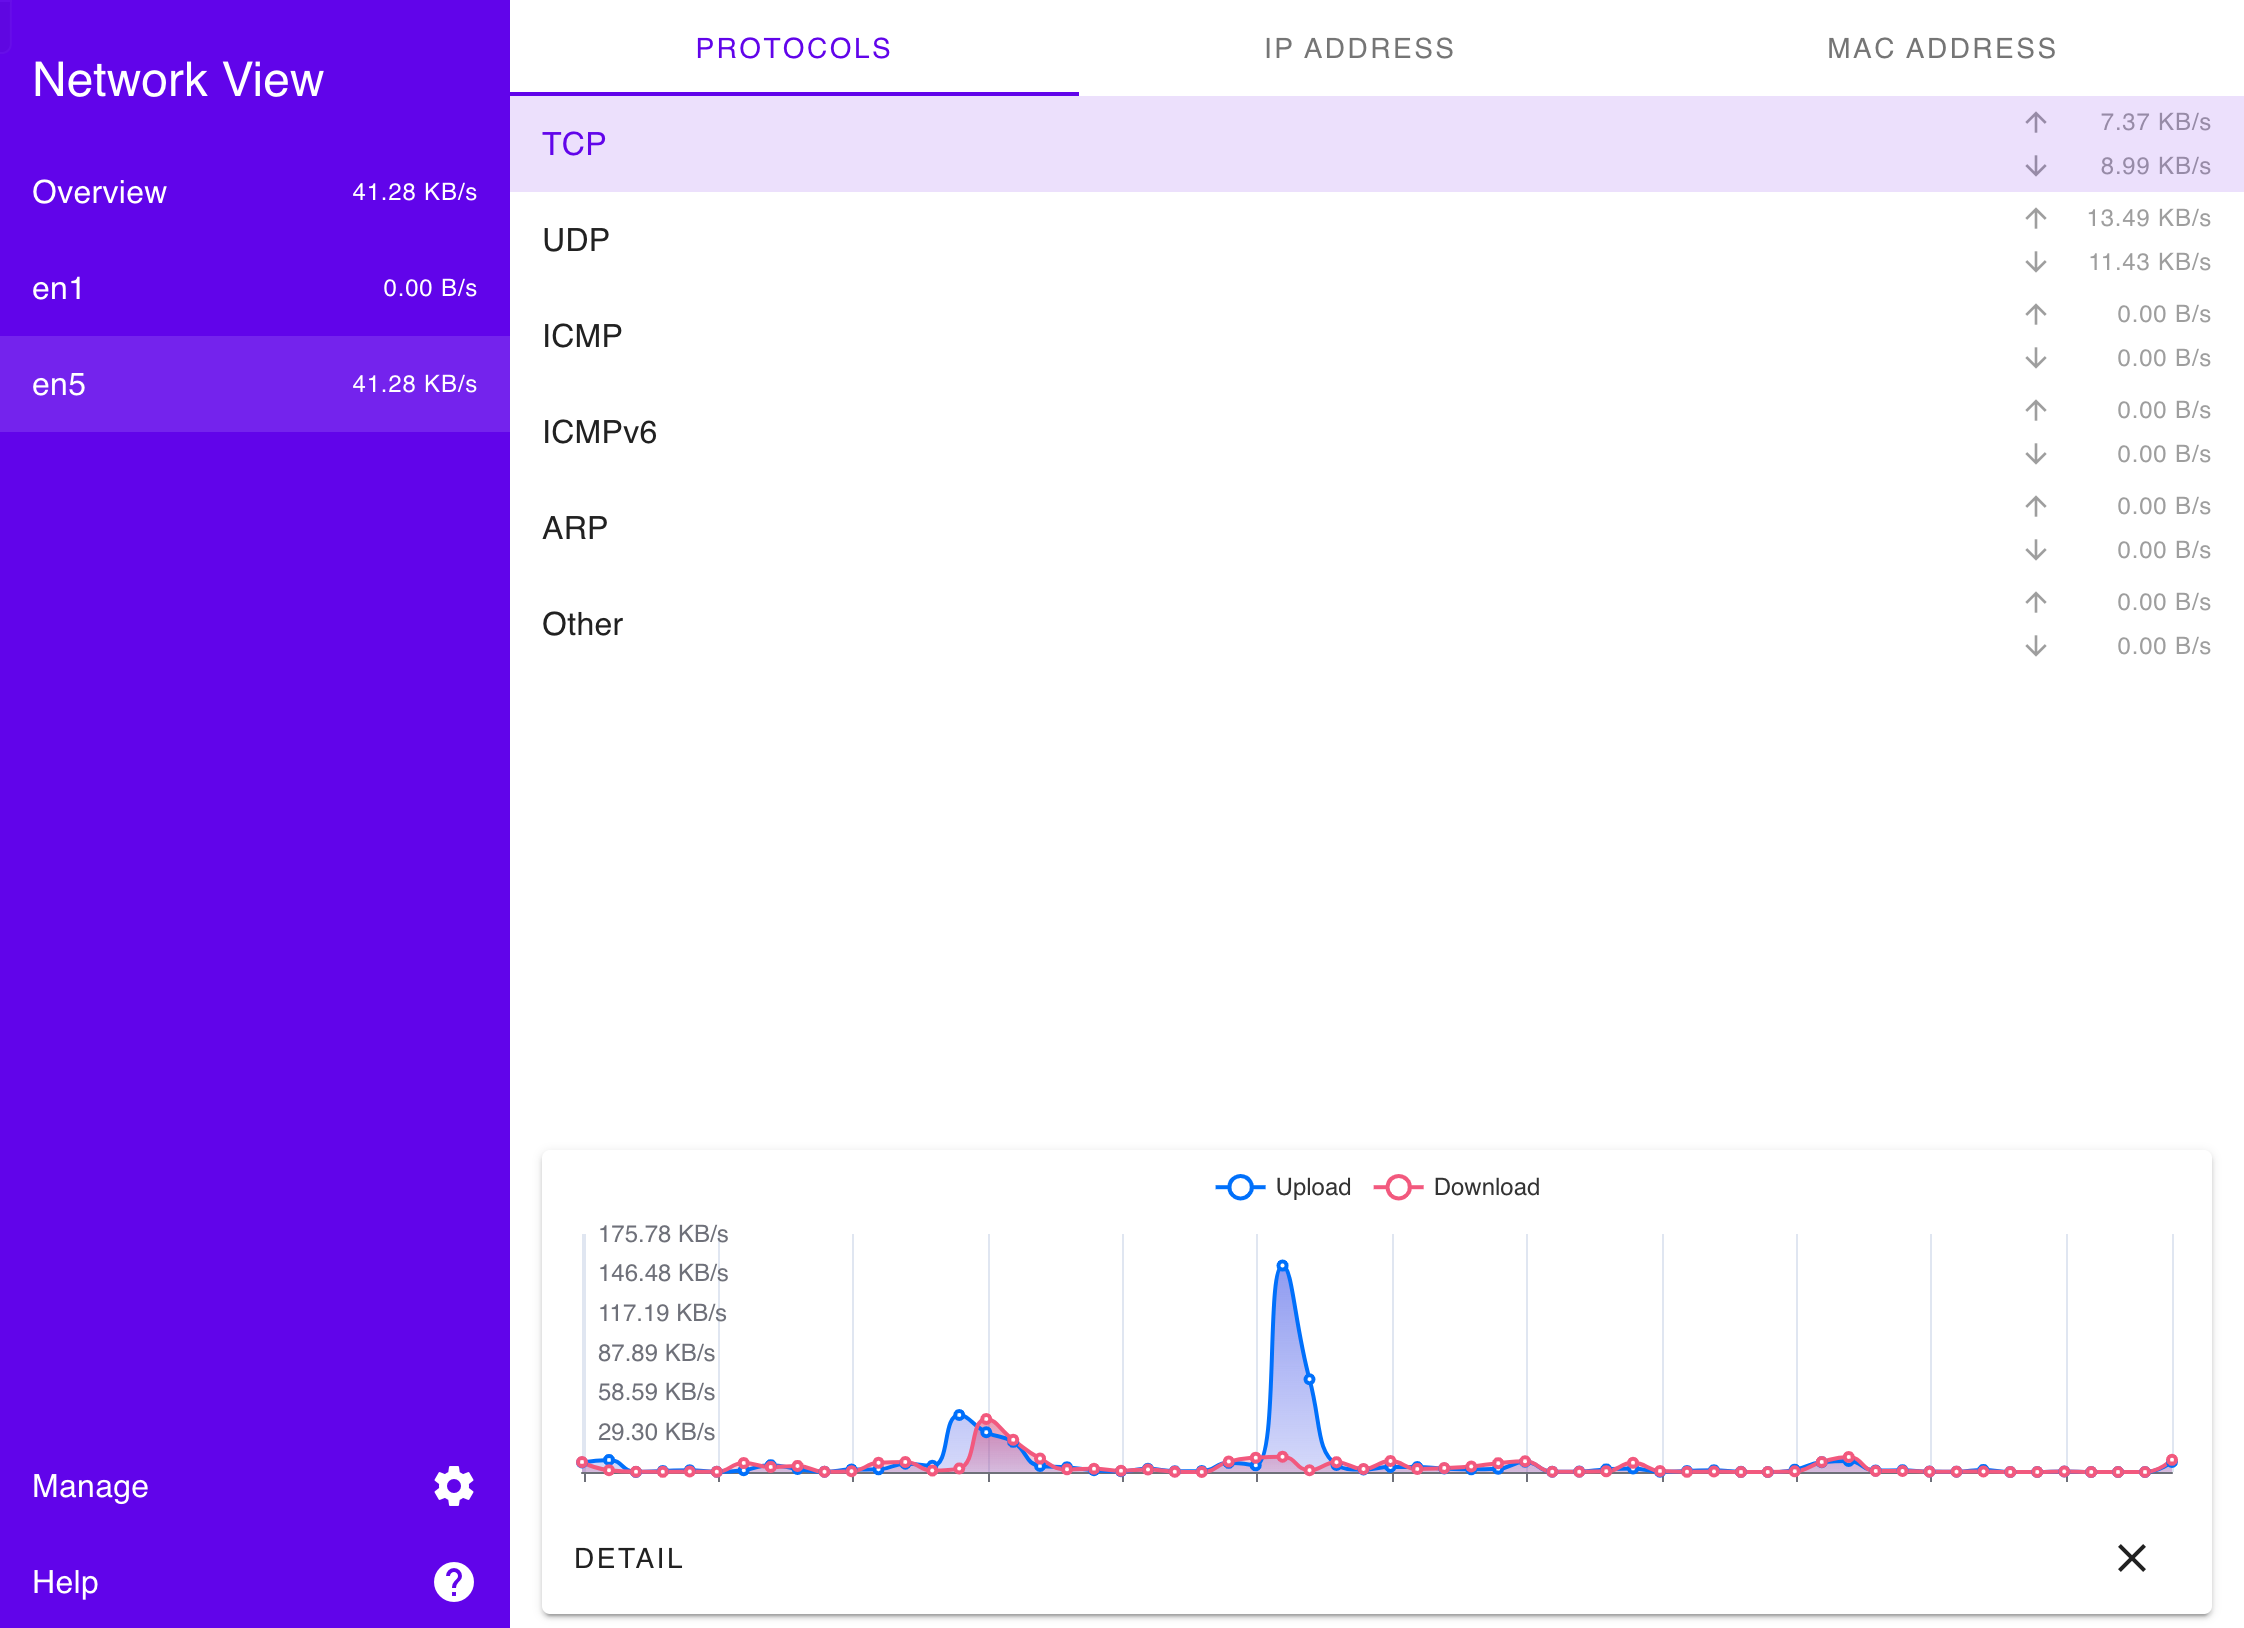 Network View
Overview 41.28 KB/s
en1 0.00 B/s
en5 41.28 KB/s
Manage
Help
PROTOCOLS IP ADDRESS MAC ADDRESS
TCP
7.37 KB/s
8.99 KB/s
UDP
13.49 KB/s
11.43 KB/s
ICMP
0.00 B/s
0.00 B/s
ICMPv6
0.00 B/s
0.00 B/s
ARP
0.00 B/s
0.00 B/s
Other
0.00 B/s
0.00 B/s
Upload Download
175.78 KB/s
146.48 KB/s
117.19 KB/s
87.89 KB/s
58.59 KB/s
29.30 KB/s
DETAIL